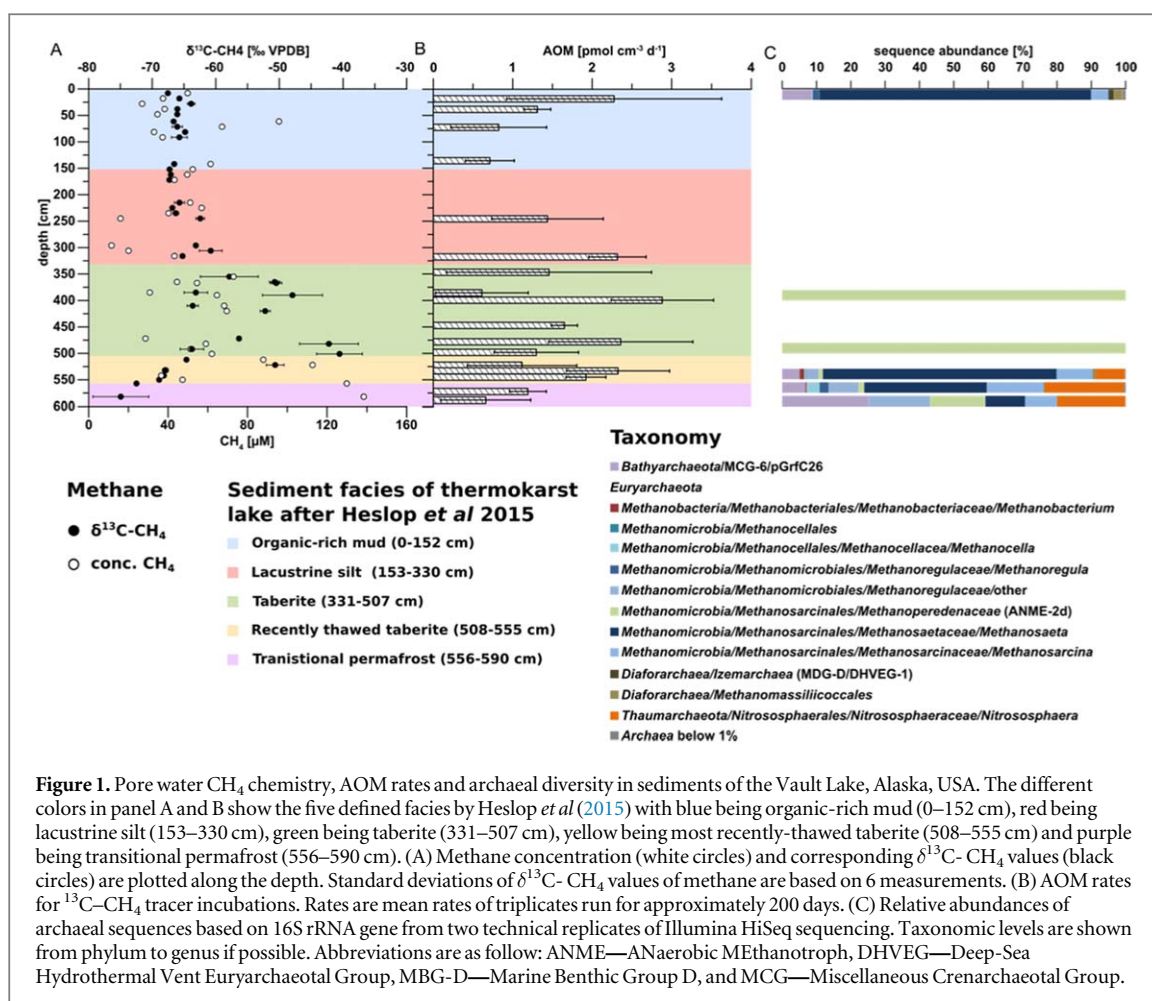 A
δ¹³C-CH4 [‰ VPDB]
-80 -70 -60 -50 -40 -30
B
AOM [pmol cm⁻³ d⁻¹]
0 1 2 3 4
C
sequence abundance [%]
0 10 20 30 40 50 60 70 80 90 100
depth [cm]
0
50
100
150
200
250
300
350
400
450
500
550
600
0 40 80 120 160
CH₄ [µM]
Methane
δ¹³C-CH₄
conc. CH₄
Sediment facies of thermokarst
lake after Heslop et al 2015
Organic-rich mud (0-152 cm)
Lacustrine silt (153-330 cm)
Taberite (331-507 cm)
Recently thawed taberite (508-555 cm)
Tranistional permafrost (556-590 cm)
Taxonomy
Bathyarchaeota/MCG-6/pGrfC26
Euryarchaeota
Methanobacteria/Methanobacteriales/Methanobacteriaceae/Methanobacterium
Methanomicrobia/Methanocellales
Methanomicrobia/Methanocellales/Methanocellacea/Methanocella
Methanomicrobia/Methanomicrobiales/Methanoregulaceae/Methanoregula
Methanomicrobia/Methanomicrobiales/Methanoregulaceae/other
Methanomicrobia/Methanosarcinales/Methanoperedenaceae (ANME-2d)
Methanomicrobia/Methanosarcinales/Methanosaetaceae/Methanosaeta
Methanomicrobia/Methanosarcinales/Methanosarcinaceae/Methanosarcina
Diaforarchaea/Izemarchaea (MDG-D/DHVEG-1)
Diaforarchaea/Methanomassiliicoccales
Thaumarchaeota/Nitrososphaerales/Nitrososphaeraceae/Nitrososphaera
Archaea below 1%
Figure 1. Pore water CH₄ chemistry, AOM rates and archaeal diversity in sediments of the Vault Lake, Alaska, USA. The different
colors in panel A and B show the five defined facies by Heslop et al (2015) with blue being organic-rich mud (0–152 cm), red being
lacustrine silt (153–330 cm), green being taberite (331–507 cm), yellow being most recently-thawed taberite (508–555 cm) and purple
being transitional permafrost (556–590 cm). (A) Methane concentration (white circles) and corresponding δ¹³C- CH₄ values (black
circles) are plotted along the depth. Standard deviations of δ¹³C- CH₄ values of methane are based on 6 measurements. (B) AOM rates
for ¹³C–CH₄ tracer incubations. Rates are mean rates of triplicates run for approximately 200 days. (C) Relative abundances of
archaeal sequences based on 16S rRNA gene from two technical replicates of Illumina HiSeq sequencing. Taxonomic levels are shown
from phylum to genus if possible. Abbreviations are as follow: ANME—ANaerobic MEthanotroph, DHVEG—Deep-Sea
Hydrothermal Vent Euryarchaeotal Group, MBG-D—Marine Benthic Group D, and MCG—Miscellaneous Crenarchaeotal Group.